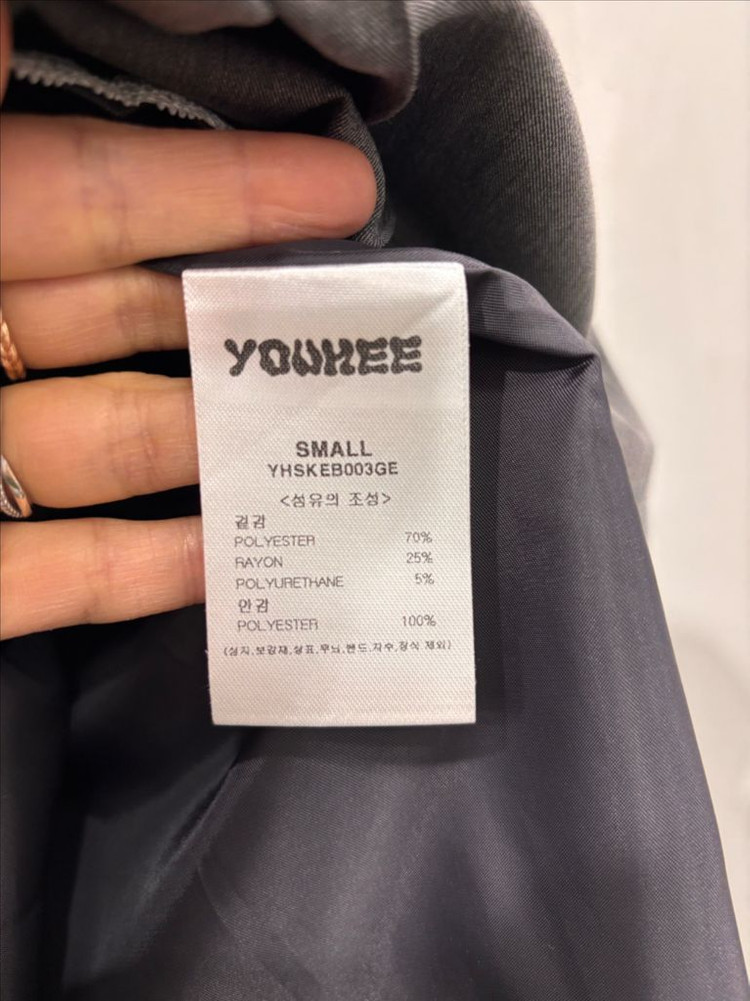 YOUHEE
SMALL
YHSKEB003GE
<섬유의 조성>
겉감
POLYESTER 70%
RAYON 25%
POLYURETHANE 5%
안감
POLYESTER 100%
(심지,보강재,상표,무늬,밴드,자수,장식 제외)